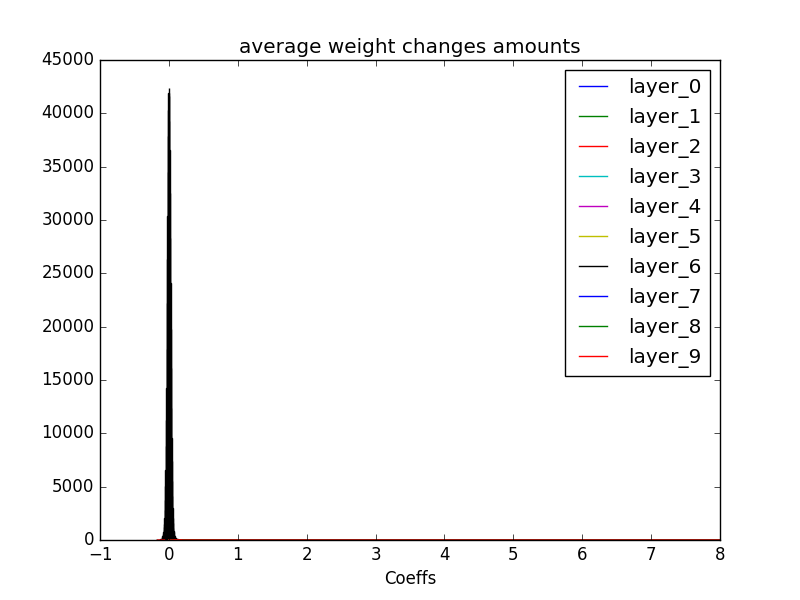 average weight changes amounts
45000
40000
35000
30000
25000
20000
15000
10000
5000
0
layer_0
layer_1
layer_2
layer_3
layer_4
layer_5
layer_6
layer_7
layer_8
layer_9
−1 0 1 2 3 4 5 6 7 8
Coeffs